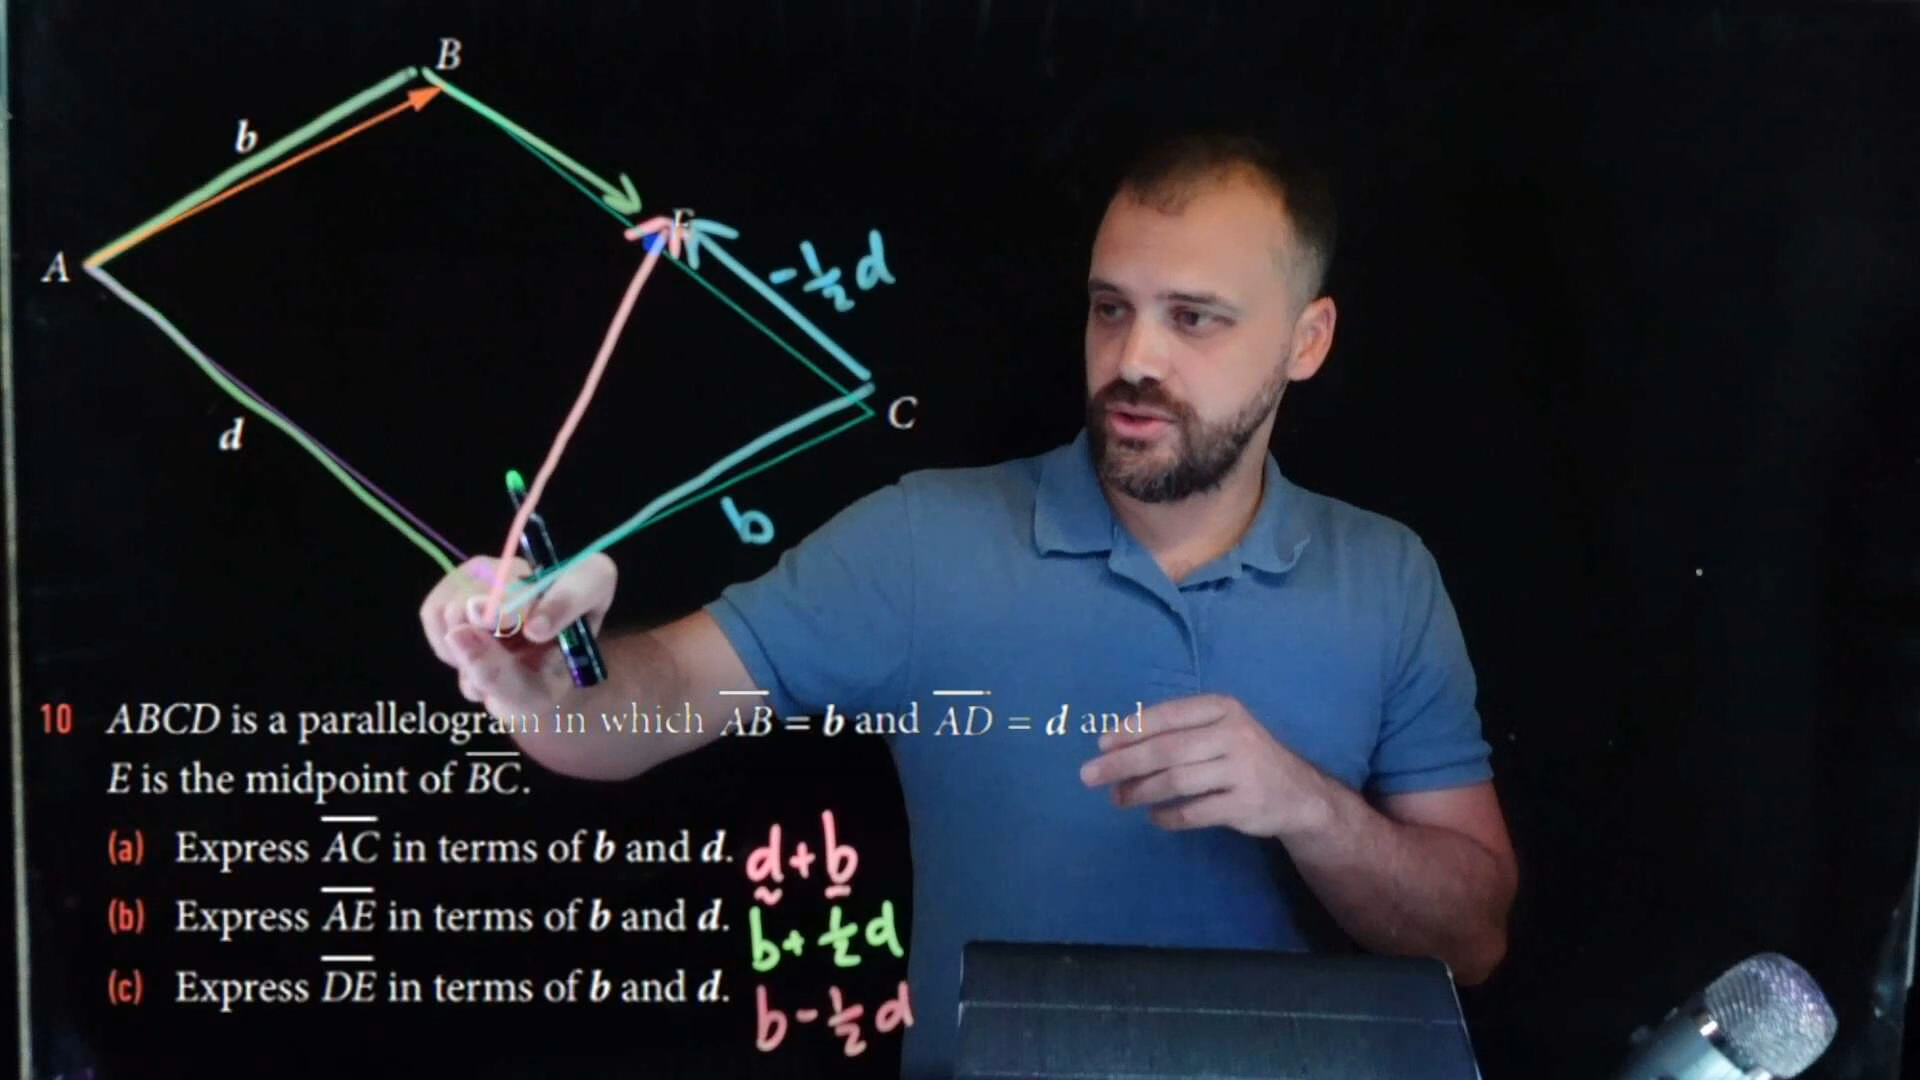 B
b
A
E
-½d
C
d
b
D
10 ABCD is a parallelogram in which AB = b and AD = d and
E is the midpoint of BC.
(a) Express AC in terms of b and d. d+b
(b) Express AE in terms of b and d. b+½d
(c) Express DE in terms of b and d. b-½d